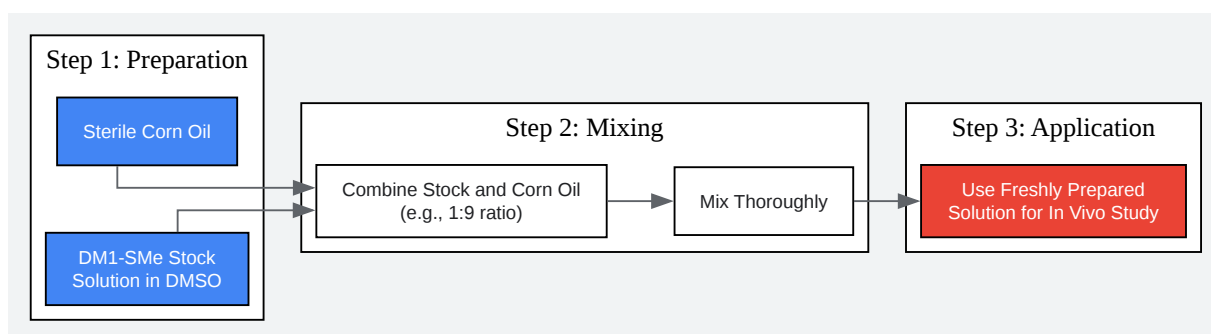 Step 1: Preparation
Sterile Corn Oil
DM1-SMe Stock
Solution in DMSO
Step 2: Mixing
Combine Stock and Corn Oil
(e.g., 1:9 ratio)
Mix Thoroughly
Step 3: Application
Use Freshly Prepared
Solution for In Vivo Study